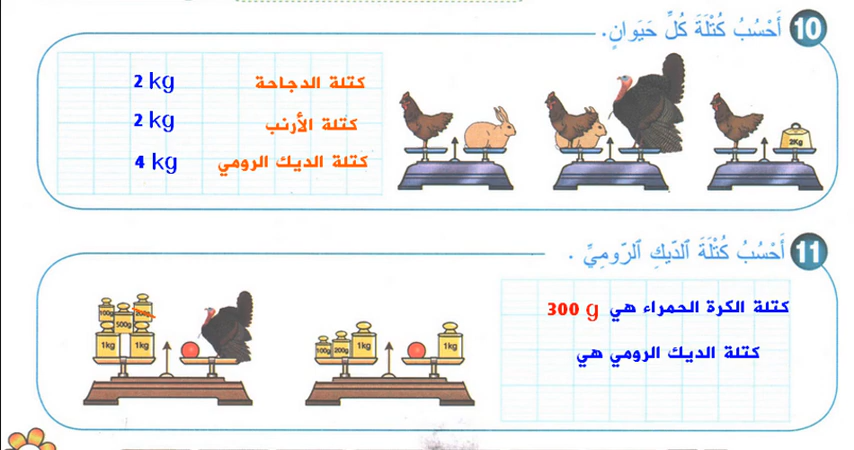 10 أَحْسُبُ كُتْلَةَ كُلِّ حَيَوانٍ.
كتلة الدجاحة 2 kg
كتلة الأرنب 2 kg
كتلة الديك الرومي 4 kg
2Kg
11 أَحْسُبُ كُتْلَةَ ٱلدّيكِ ٱلرّومِيِّ .
كتلة الكرة الحمراء هي 300 g
كتلة الديك الرومي هي
100g
500g
1kg 1kg
100g 200g 1kg
1kg